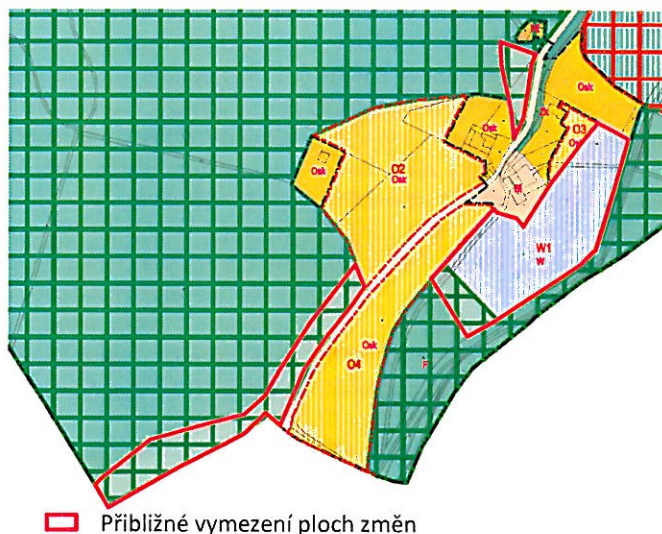 Osk
Osk
O3
O2
Osk
Osk
W1
W
Osk
O4
F
Přibližné vymezení ploch změn